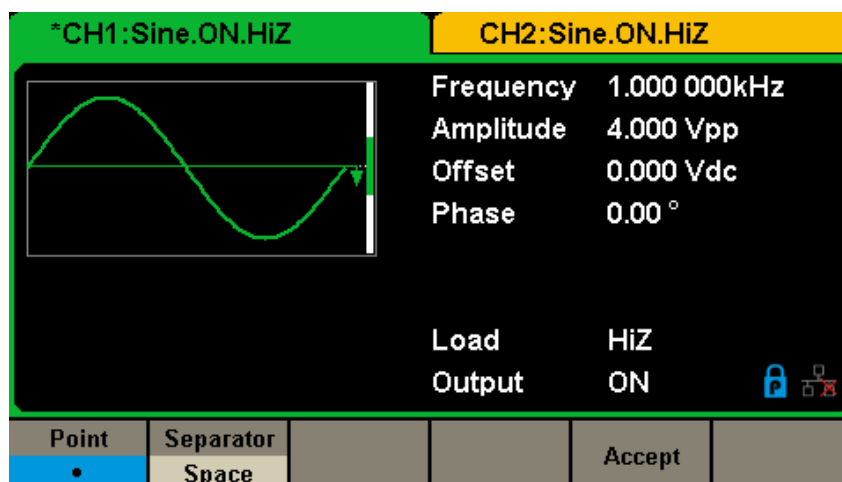 *CH1:Sine.ON.HiZ CH2:Sine.ON.HiZ
Frequency 1.000 000kHz
Amplitude 4.000 Vpp
Offset 0.000 Vdc
Phase 0.00 °
Load HiZ
Output ON
P
Point Separator
• Space Accept